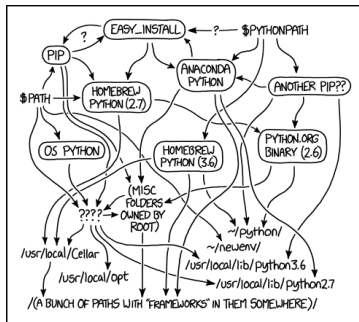 EASY_INSTALL
?
$PYTHONPATH
?
PIP
HOMEBREW
PYTHON (2.7)
ANACONDA
PYTHON
ANOTHER PIP??
$PATH
OS PYTHON
HOMEBREW
PYTHON
(3.6)
PYTHON.ORG
BINARY (2.6)
(MISC
FOLDERS
OWNED BY
ROOT)
????
~/python/
~/newenv/
/usr/local/Cellar
/usr/local/opt
/usr/local/lib/python3.6
/usr/local/lib/python2.7
/(A BUNCH OF PATHS WITH "FRAMEWORKS" IN THEM SOMEWHERE)/